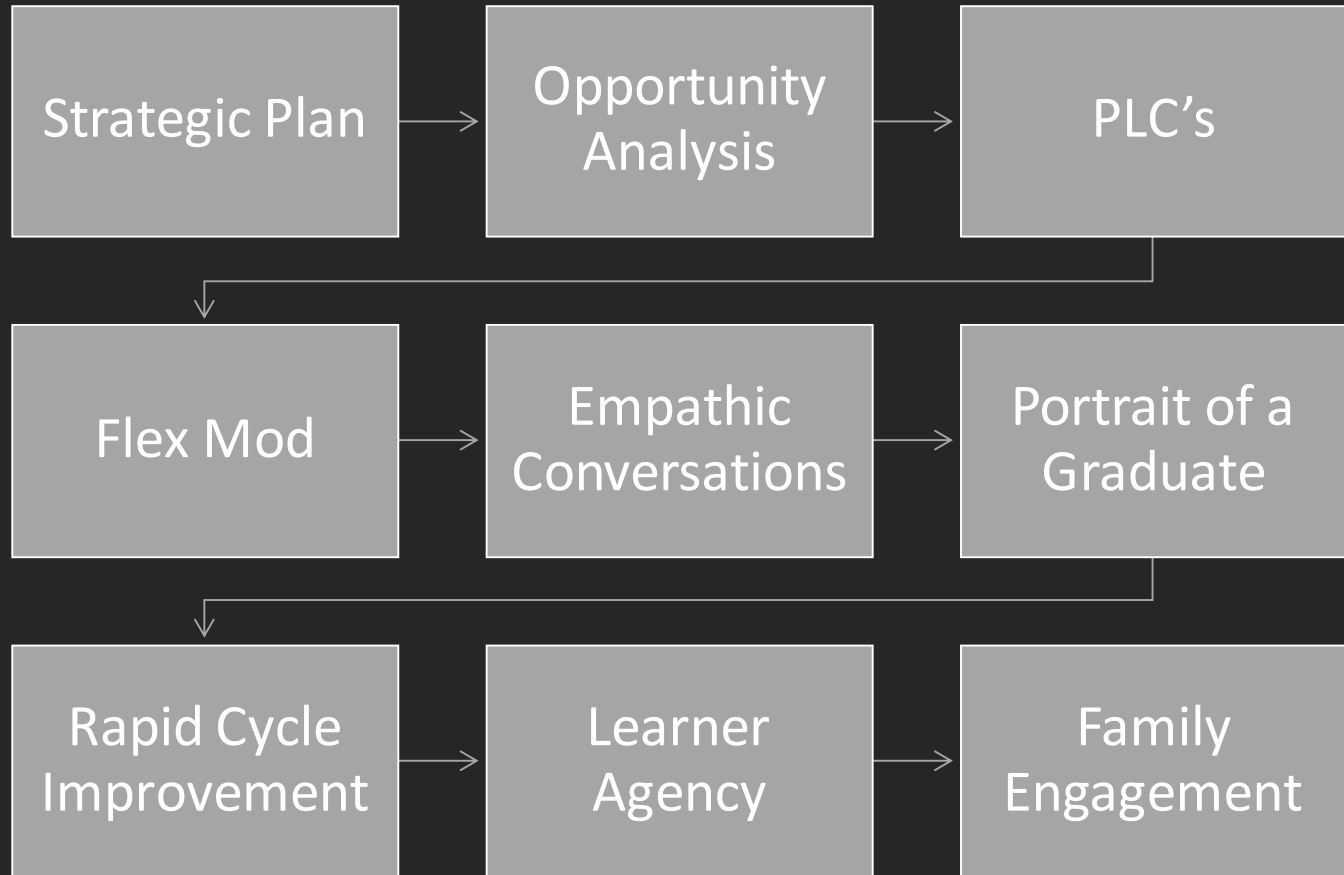 Strategic Plan
Opportunity
Analysis
PLC’s
Flex Mod
Empathic
Conversations
Portrait of a
Graduate
Rapid Cycle
Improvement
Learner
Agency
Family
Engagement